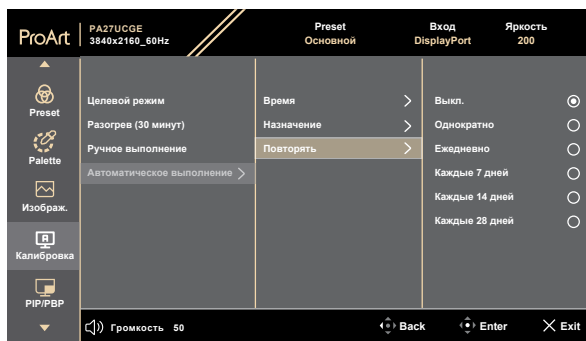 ProArt
PA27UCGE
3840x2160_60Hz
Preset
Основной
Вход
DisplayPort
Яркость
200
Preset
Palette
Изображ.
Калибровка
PIP/PBP
Целевой режим
Разогрев (30 минут)
Ручное выполнение
Автоматическое выполнение
Время
Назначение
Повторять
Выкл.
Однократно
Ежедневно
Каждые 7 дней
Каждые 14 дней
Каждые 28 дней
Громкость 50
Back
Enter
Exit